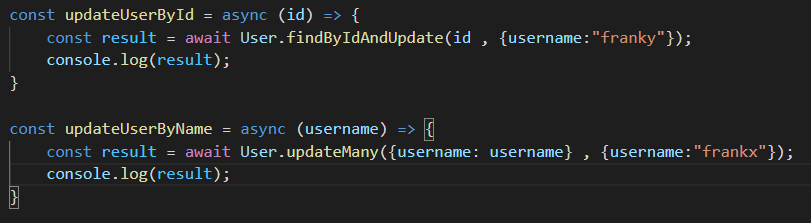 const updateUserById = async (id) => {
    const result = await User.findByIdAndUpdate(id , {username:"franky"});
    console.log(result);
}

const updateUserByName = async (username) => {
    const result = await User.updateMany({username: username} , {username:"frankx"});
    console.log(result);
}